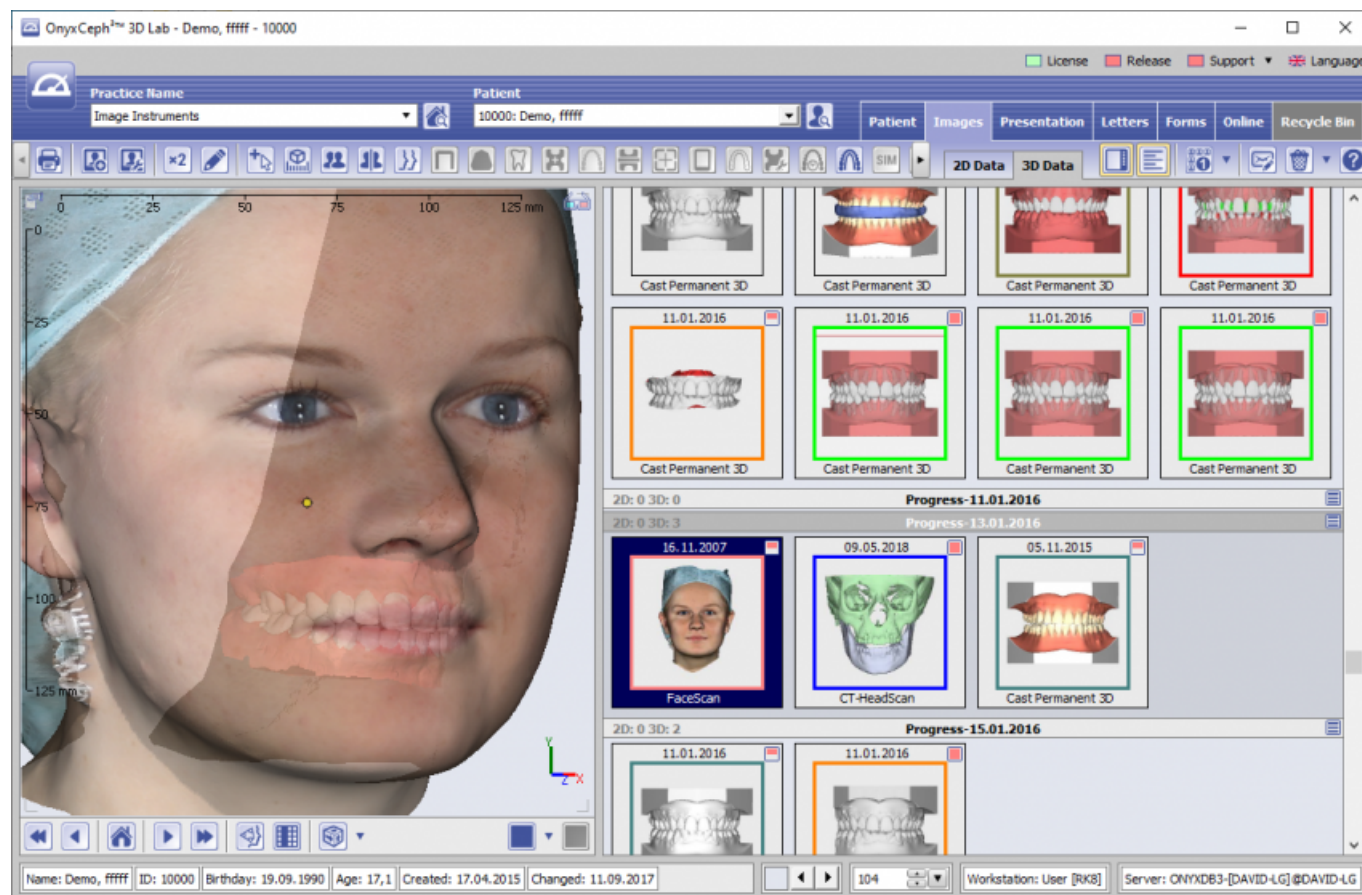 OnyxCeph³™ 3D Lab - Demo, fffff - 10000
License Release Support Language
Practice Name Patient
Image Instruments 10000: Demo, fffff
Patient Images Presentation Letters Forms Online Recycle Bin
×2 SIM 2D Data 3D Data
0 25 50 75 100 125 mm
0
25
50
75
100
125 mm
Y
Z X
Cast Permanent 3D Cast Permanent 3D Cast Permanent 3D Cast Permanent 3D
11.01.2016 11.01.2016 11.01.2016 11.01.2016
Cast Permanent 3D Cast Permanent 3D Cast Permanent 3D Cast Permanent 3D
2D: 0 3D: 0 Progress-11.01.2016
2D: 0 3D: 3 Progress-13.01.2016
16.11.2007 09.05.2018 05.11.2015
FaceScan CT-HeadScan Cast Permanent 3D
2D: 0 3D: 2 Progress-15.01.2016
11.01.2016 11.01.2016
Name: Demo, fffff ID: 10000 Birthday: 19.09.1990 Age: 17,1 Created: 17.04.2015 Changed: 11.09.2017 104 Workstation: User [RK8] Server: ONYXDB3-[DAVID-LG]@DAVID-LG